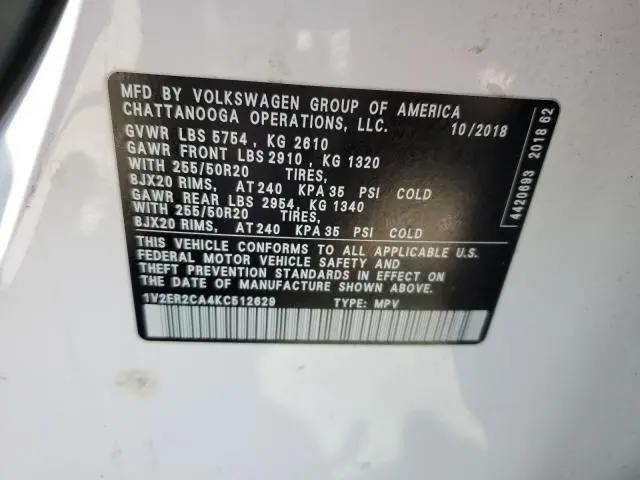 MFD BY VOLKSWAGEN GROUP OF AMERICA
CHATTANOOGA OPERATIONS, LLC. 10/2018
GVWR LBS 5754 , KG 2610
GAWR FRONT LBS 2910 , KG 1320
WITH 255/50R20 TIRES,
8JX20 RIMS, AT 240 KPA 35 PSI COLD
GAWR REAR LBS 2954 , KG 1340
WITH 255/50R20 TIRES,
8JX20 RIMS, AT 240 KPA 35 PSI COLD
THIS VEHICLE CONFORMS TO ALL APPLICABLE U.S.
FEDERAL MOTOR VEHICLE SAFETY AND
THEFT PREVENTION STANDARDS IN EFFECT ON
THE DATE OF MANUFACTURE SHOWN ABOVE
1V2ER2CA4KC512629 TYPE: MPV
4420693 2018 62